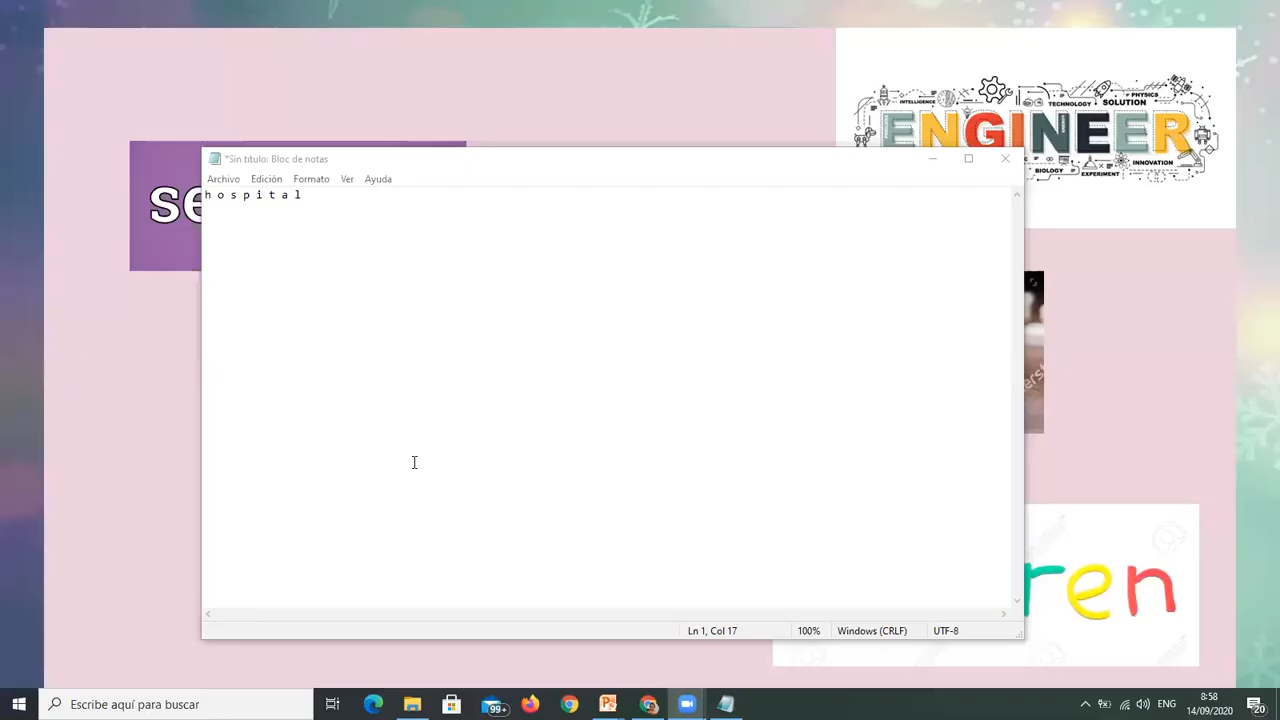 INTELLIGENCE
TECHNOLOGY
PHYSICS
SOLUTION
ENGINEER
BIOLOGY
EXPERIMENT
INNOVATION
*Sin título: Bloc de notas
Archivo Edición Formato Ver Ayuda
se
h o s p i t a l
ren
Ln 1, Col 17 100% Windows (CRLF) UTF-8
Escribe aquí para buscar
99+
ENG
8:58
14/09/2020
20